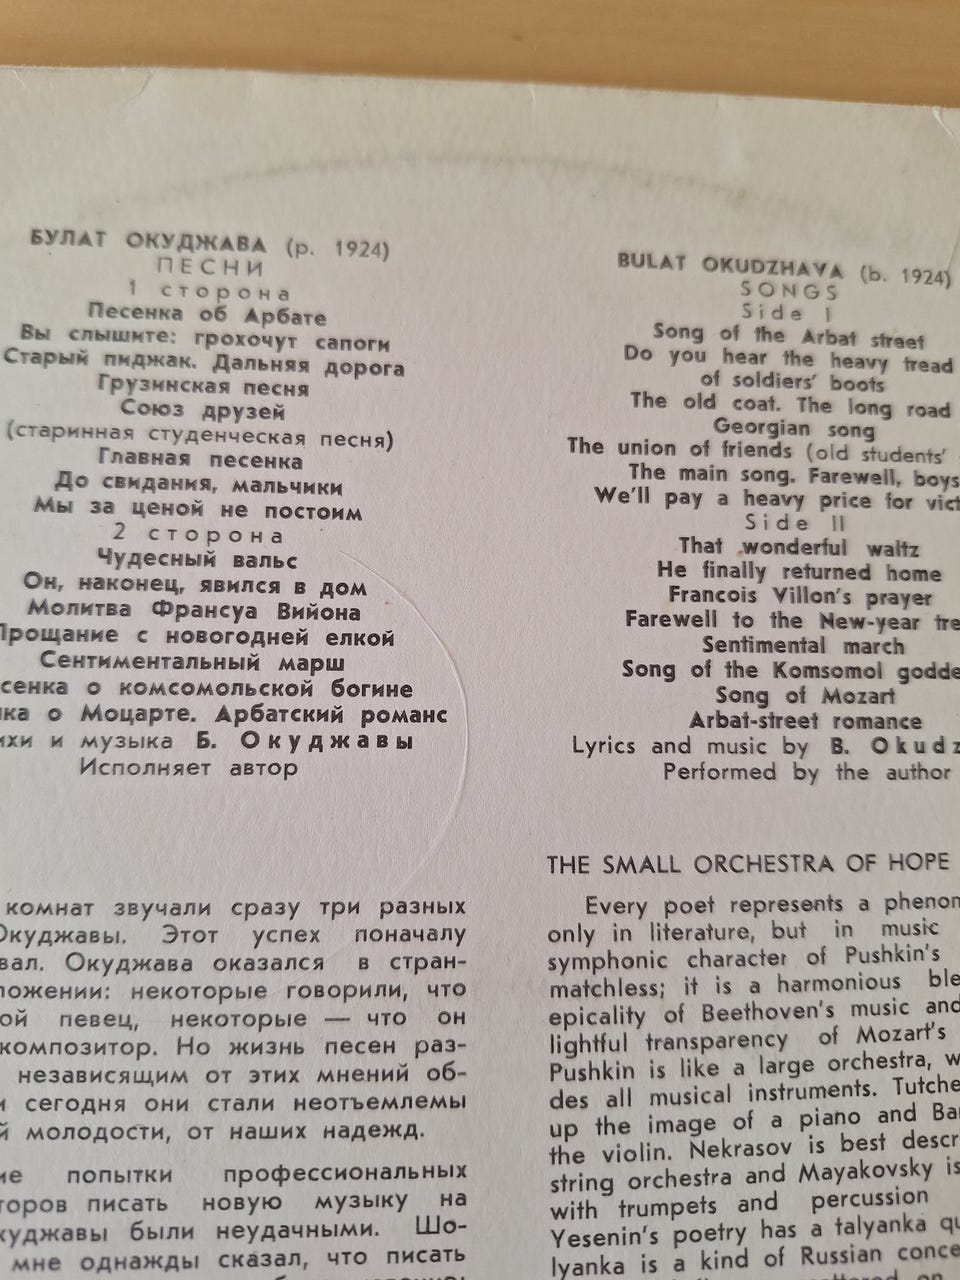 БУЛАТ ОКУДЖАВА (р. 1924)
ПЕСНИ
1 сторона
Песенка об Арбате
Вы слышите: грохочут сапоги
Старый пиджак. Дальняя дорога
Грузинская песня
Союз друзей
(старинная студенческая песня)
Главная песенка
До свидания, мальчики
Мы за ценой не постоим
2 сторона
Чудесный вальс
Он, наконец, явился в дом
Молитва Франсуа Вийона
Прощание с новогодней елкой
Сентиментальный марш
сенка о комсомольской богине
ка о Моцарте. Арбатский романс
ихи и музыка Б. Окуджавы
Исполняет автор
комнат звучали сразу три разных
Окуджавы. Этот успех поначалу
вал. Окуджава оказался в стран-
ложении: некоторые говорили, что
ой певец, некоторые — что он
композитор. Но жизнь песен раз-
независящим от этих мнений об-
и сегодня они стали неотъемлемы
й молодости, от наших надежд.
ие попытки профессиональных
торов писать новую музыку на
куджавы были неудачными. Шо-
мне однажды сказал, что писать
BULAT OKUDZHAVA (b. 1924)
SONGS
Side I
Song of the Arbat street
Do you hear the heavy tread
of soldiers' boots
The old coat. The long road
Georgian song
The union of friends (old students'
The main song. Farewell, boys
We'll pay a heavy price for vict
Side II
That wonderful waltz
He finally returned home
Francois Villon's prayer
Farewell to the New-year tre
Sentimental march
Song of the Komsomol godde
Song of Mozart
Arbat-street romance
Lyrics and music by B. Okudz
Performed by the author
THE SMALL ORCHESTRA OF HOPE
Every poet represents a phenom
only in literature, but in music
symphonic character of Pushkin's
matchless; it is a harmonious ble
epicality of Beethoven's music and
lightful transparency of Mozart's
Pushkin is like a large orchestra, w
des all musical instruments. Tutche
up the image of a piano and Ba
the violin. Nekrasov is best descr
string orchestra and Mayakovsky is
with trumpets and percussion
Yesenin's poetry has a talyanka qu
lyanka is a kind of Russian conce